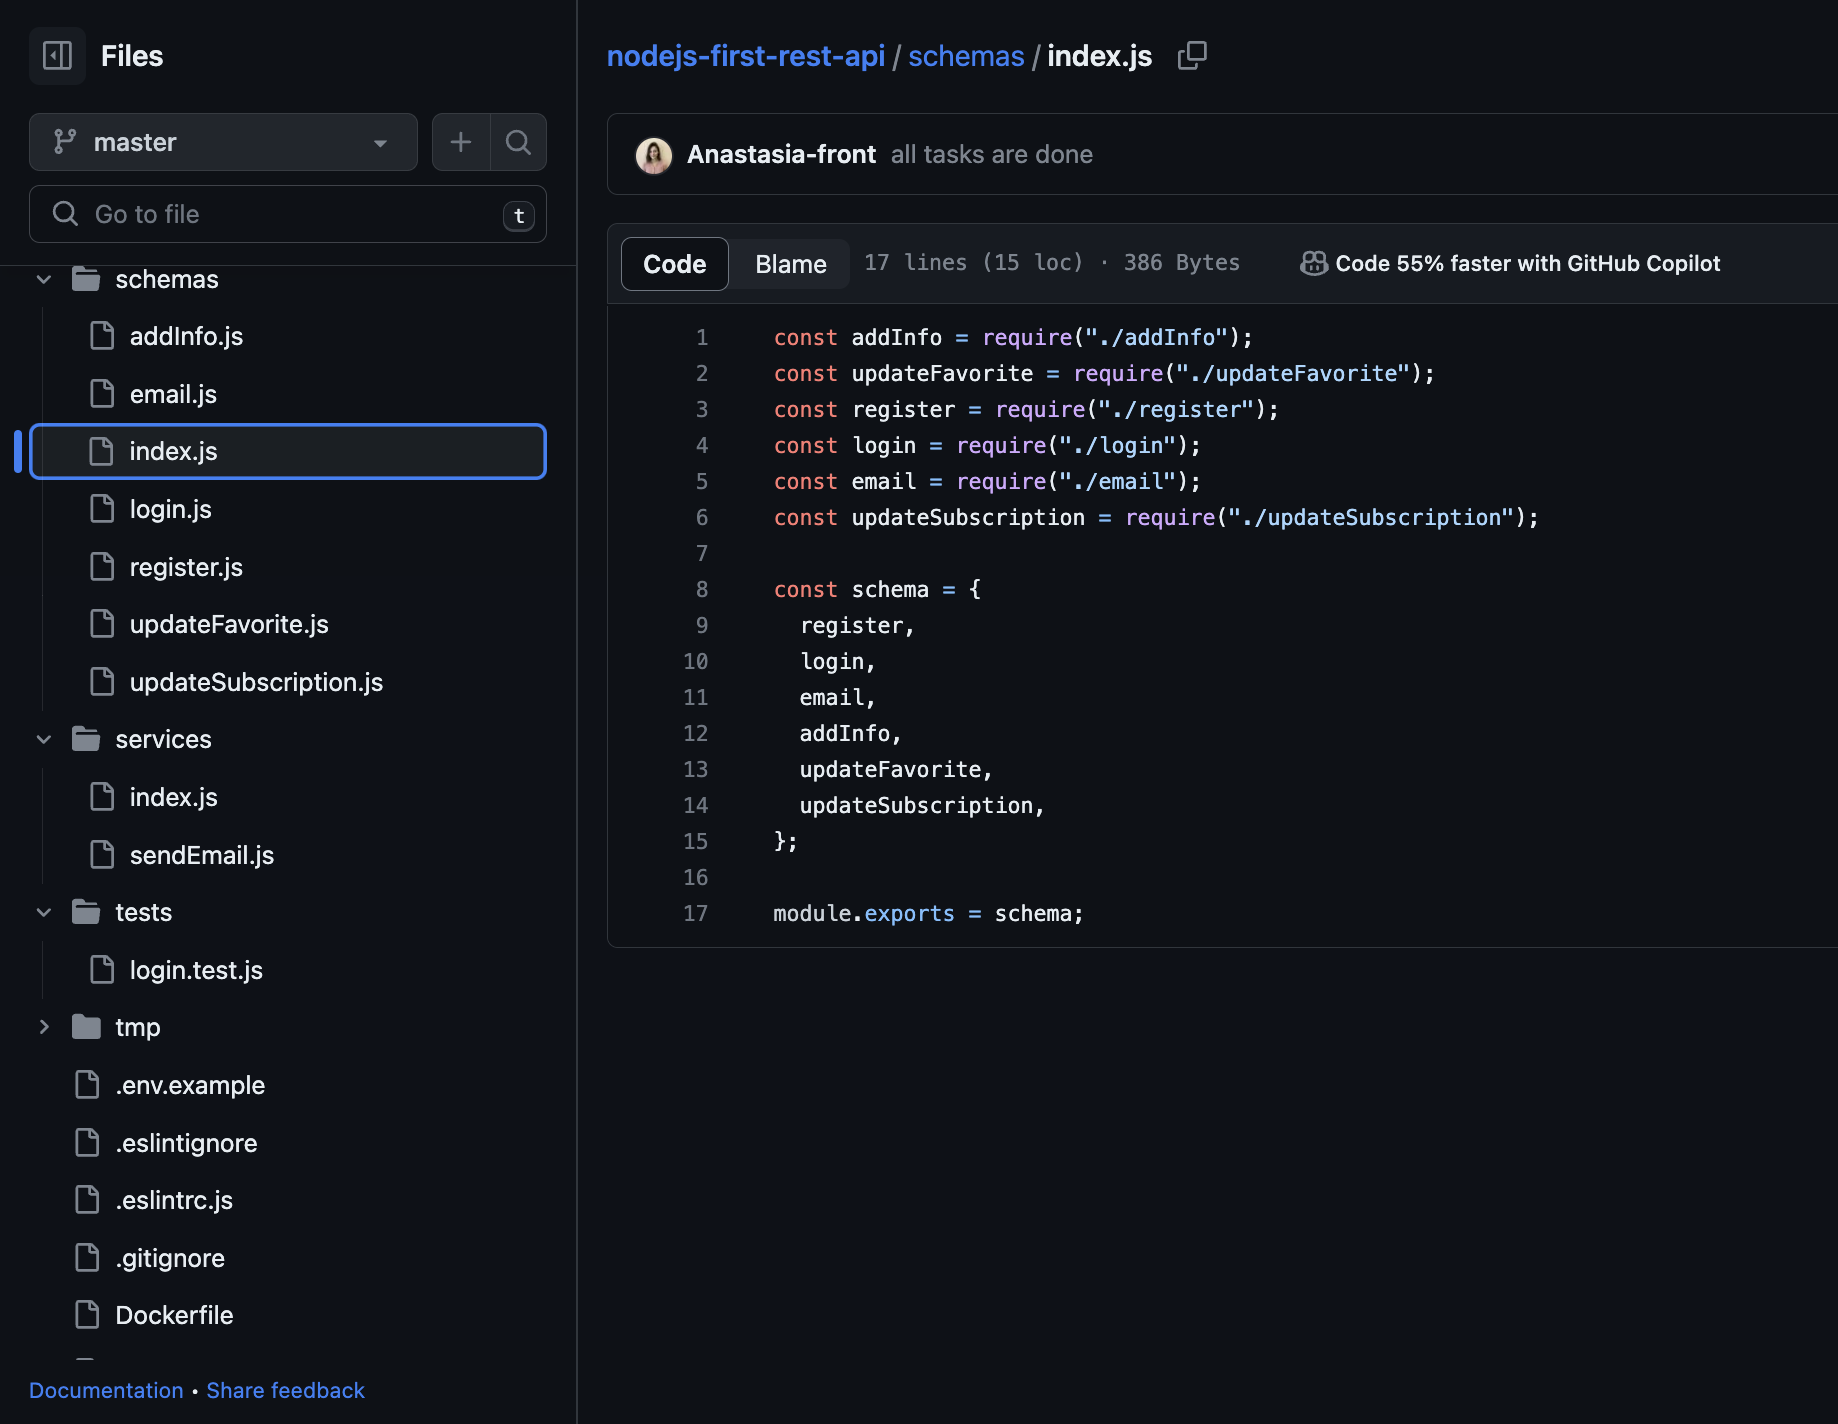 Files
master
Go to file
t
schemas
addInfo.js
email.js
index.js
login.js
register.js
updateFavorite.js
updateSubscription.js
services
index.js
sendEmail.js
tests
login.test.js
tmp
.env.example
.eslintignore
.eslintrc.js
.gitignore
Dockerfile
Documentation • Share feedback
nodejs-first-rest-api / schemas / index.js
Anastasia-front all tasks are done
Code Blame 17 lines (15 loc) · 386 Bytes Code 55% faster with GitHub Copilot
1 const addInfo = require("./addInfo");
2 const updateFavorite = require("./updateFavorite");
3 const register = require("./register");
4 const login = require("./login");
5 const email = require("./email");
6 const updateSubscription = require("./updateSubscription");
7
8 const schema = {
9   register,
10   login,
11   email,
12   addInfo,
13   updateFavorite,
14   updateSubscription,
15 };
16
17 module.exports = schema;